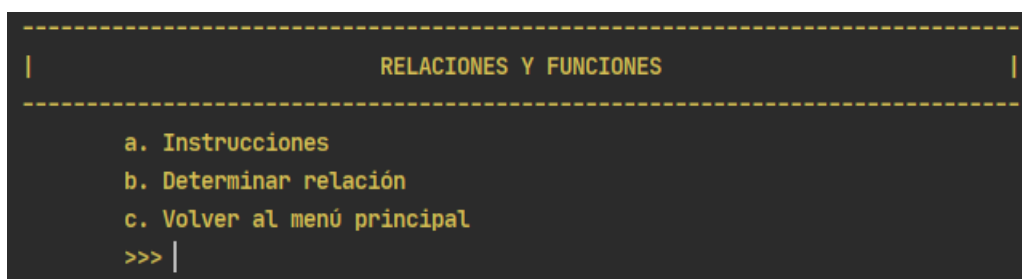 ------------------------------------------------------------------------------
| RELACIONES Y FUNCIONES |
------------------------------------------------------------------------------
a. Instrucciones
b. Determinar relación
c. Volver al menú principal
>>>